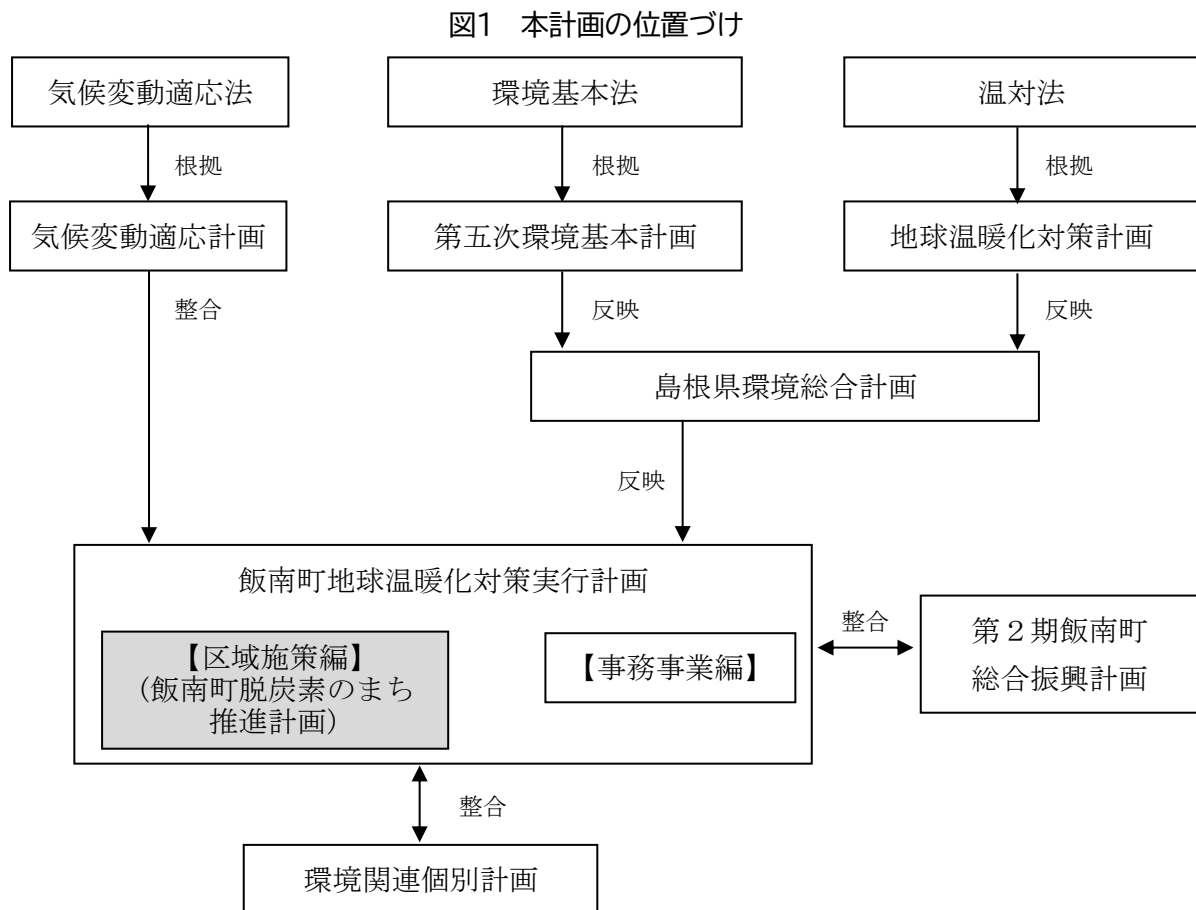 図1　本計画の位置づけ
気候変動適応法
環境基本法
温対法
根拠
根拠
根拠
気候変動適応計画
第五次環境基本計画
地球温暖化対策計画
整合
反映
反映
島根県環境総合計画
反映
飯南町地球温暖化対策実行計画
【区域施策編】
(飯南町脱炭素のまち
推進計画)
【事務事業編】
整合
第２期飯南町
総合振興計画
整合
環境関連個別計画